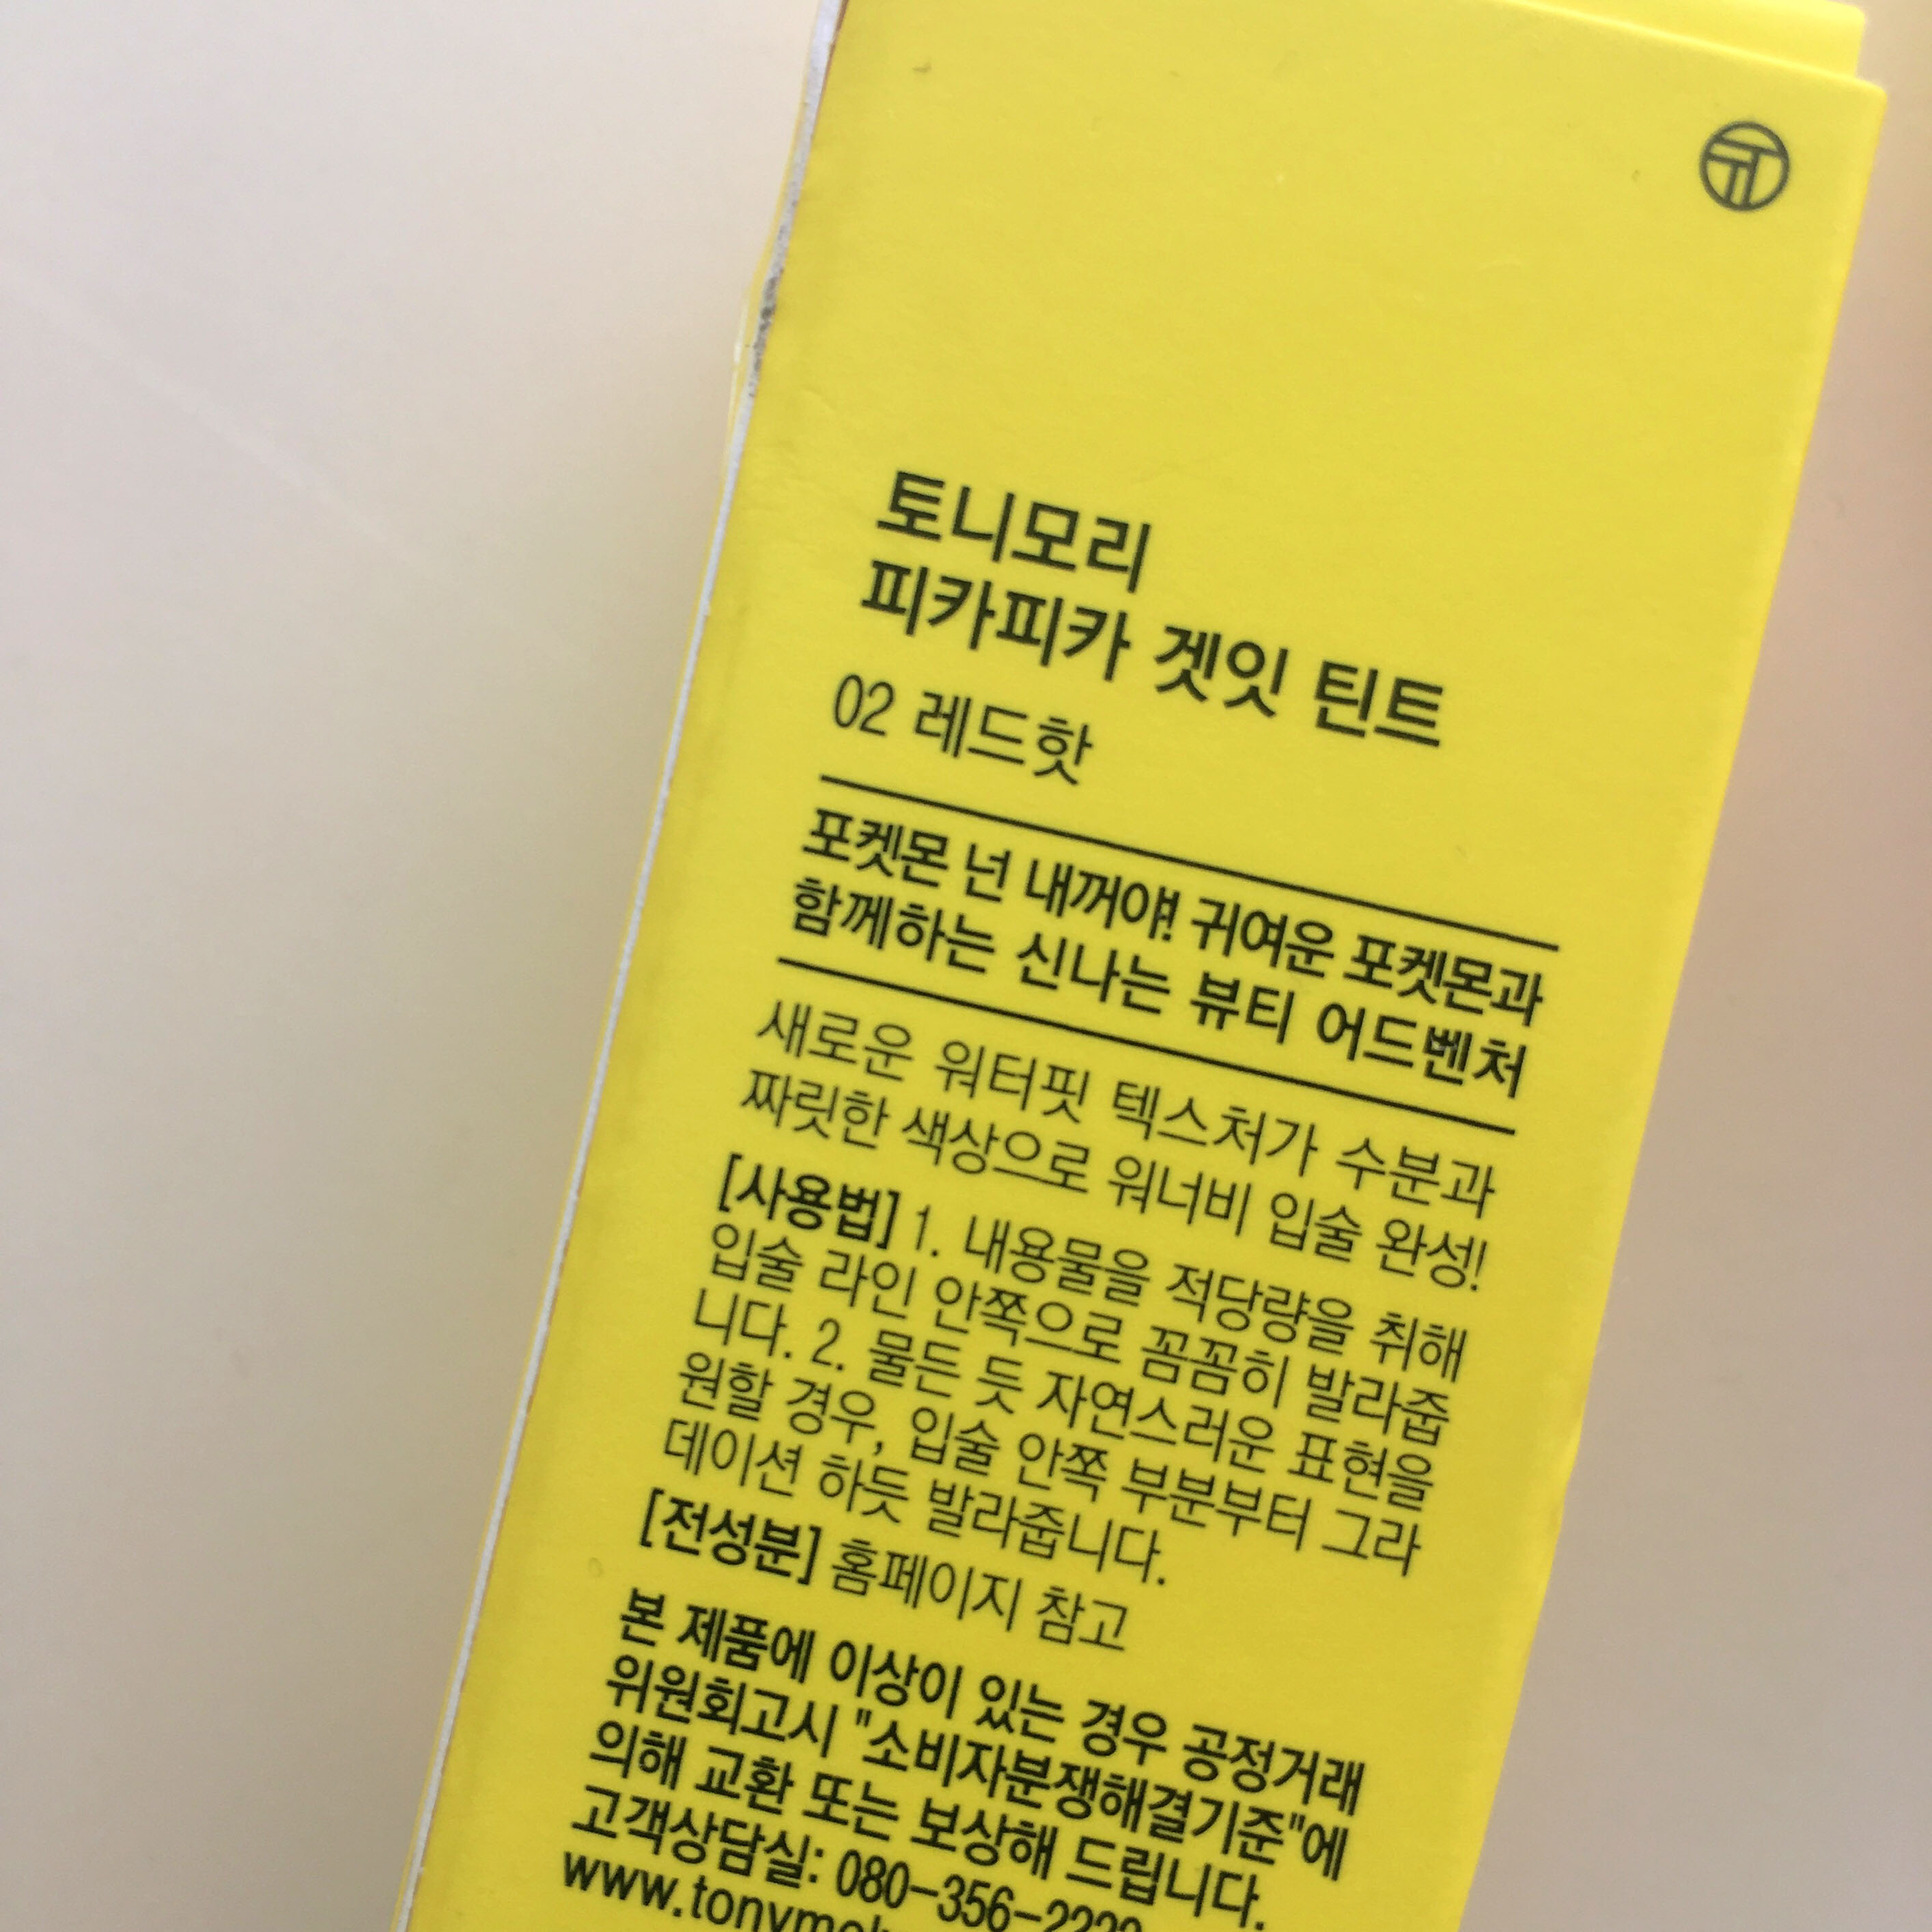 토니모리
피카피카 겟잇 틴트
02 레드핫
포켓몬 넌 내꺼야! 귀여운 포켓몬과
함께하는 신나는 뷰티 어드벤처
새로운 워터핏 텍스처가 수분과
짜릿한 색상으로 워너비 입술 완성!
[사용법] 1. 내용물을 적당량을 취해
입술 라인 안쪽으로 꼼꼼히 발라줍
니다. 2. 물든 듯 자연스러운 표현을
원할 경우, 입술 안쪽 부분부터 그라
데이션 하듯 발라줍니다.
[전성분] 홈페이지 참고
본 제품에 이상이 있는 경우 공정거래
위원회고시 "소비자분쟁해결기준"에
의해 교환 또는 보상해 드립니다.
고객상담실: 080-356-2222